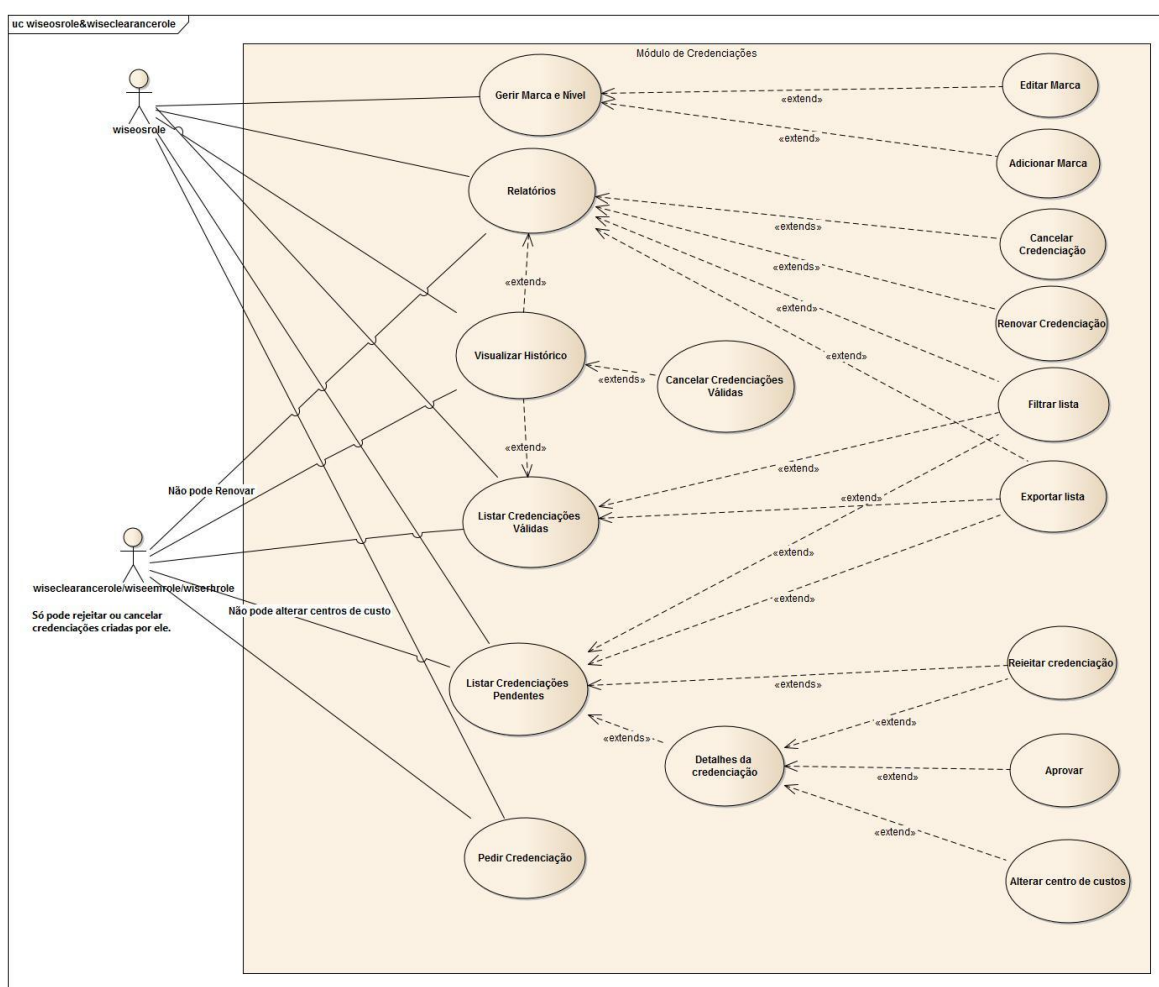 uc wiseosrole&wiseclearancerole
Módulo de Credenciações
wiseosrole
Gerir Marca e Nível
Editar Marca
«extend»
«extend»
Adicionar Marca
Relatórios
«extends»
Cancelar
Credenciação
«extends»
«extend»
«extend»
Renovar Credenciação
Visualizar Histórico
«extend»
«extends»
Cancelar Credenciações
Válidas
Filtrar lista
«extend»
«extend»
Não pode Renovar
Listar Credenciações
Válidas
«extend»
Exportar lista
«extend»
wiseclearancerole/wiseemrole/wiserhrole
Só pode rejeitar ou cancelar
credenciações criadas por ele.
Não pode alterar centros de custo
«extend»
Listar Credenciações
Pendentes
«extends»
Rejeitar credenciação
«extends»
«extend»
Detalhes da
credenciação
«extend»
Aprovar
«extend»
Pedir Credenciação
Alterar centro de custos